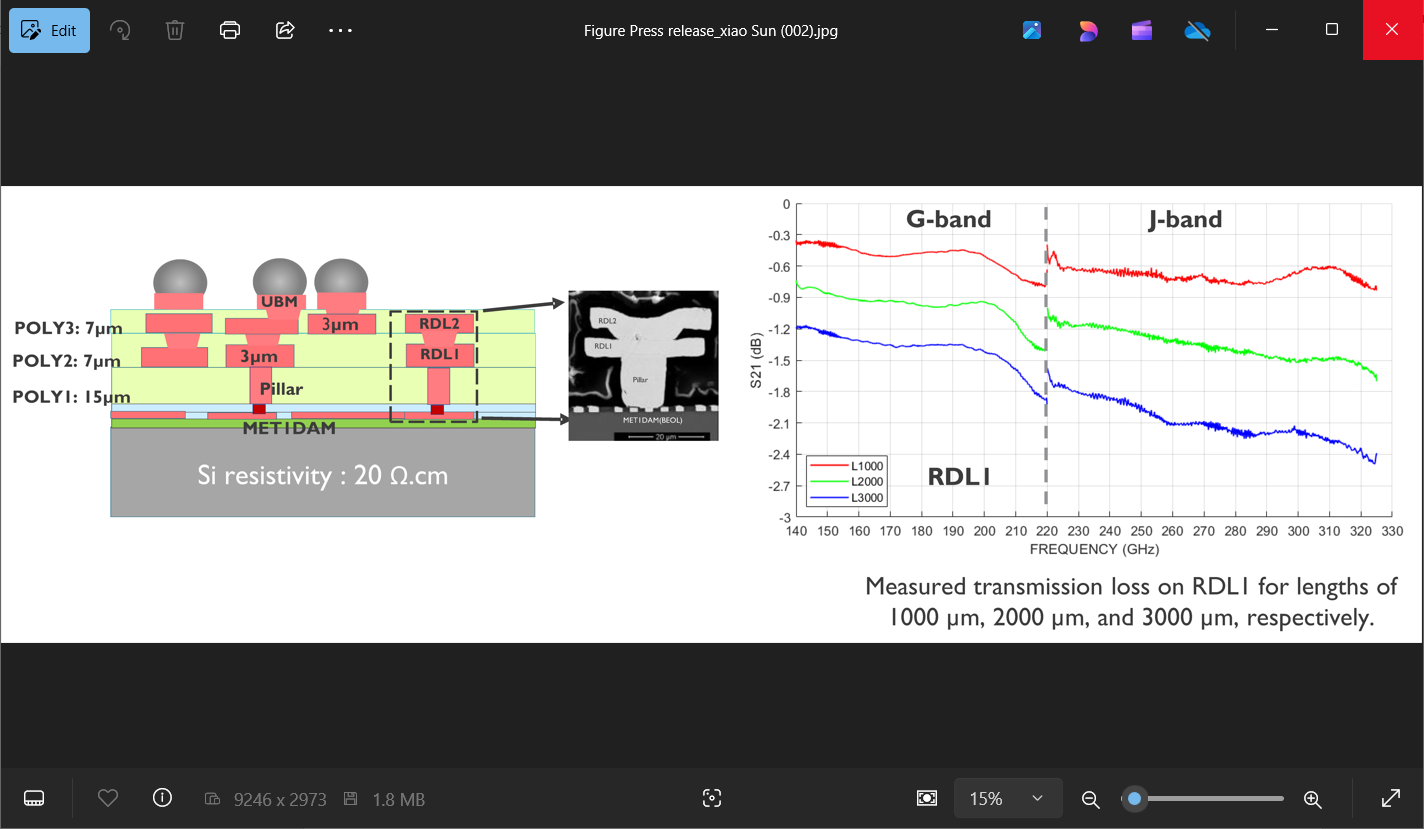 Edit
Figure Press release_xiao Sun (002).jpg
UBM
POLY3: 7μm
3μm
RDL2
POLY2: 7μm
3μm
RDL1
POLY1: 15μm
Pillar
MET1DAM
Si resistivity : 20 Ω.cm
RDL2
RDL1
Pillar
MET1DAM(BEOL)
20 μm
G-band
J-band
0
-0.3
-0.6
-0.9
-1.2
-1.5
-1.8
-2.1
-2.4
-2.7
-3
S21 (dB)
L1000
L2000
L3000
RDL1
140 150 160 170 180 190 200 210 220 230 240 250 260 270 280 290 300 310 320 330
FREQUENCY (GHz)
Measured transmission loss on RDL1 for lengths of
1000 μm, 2000 μm, and 3000 μm, respectively.
9246 x 2973
1.8 MB
15%